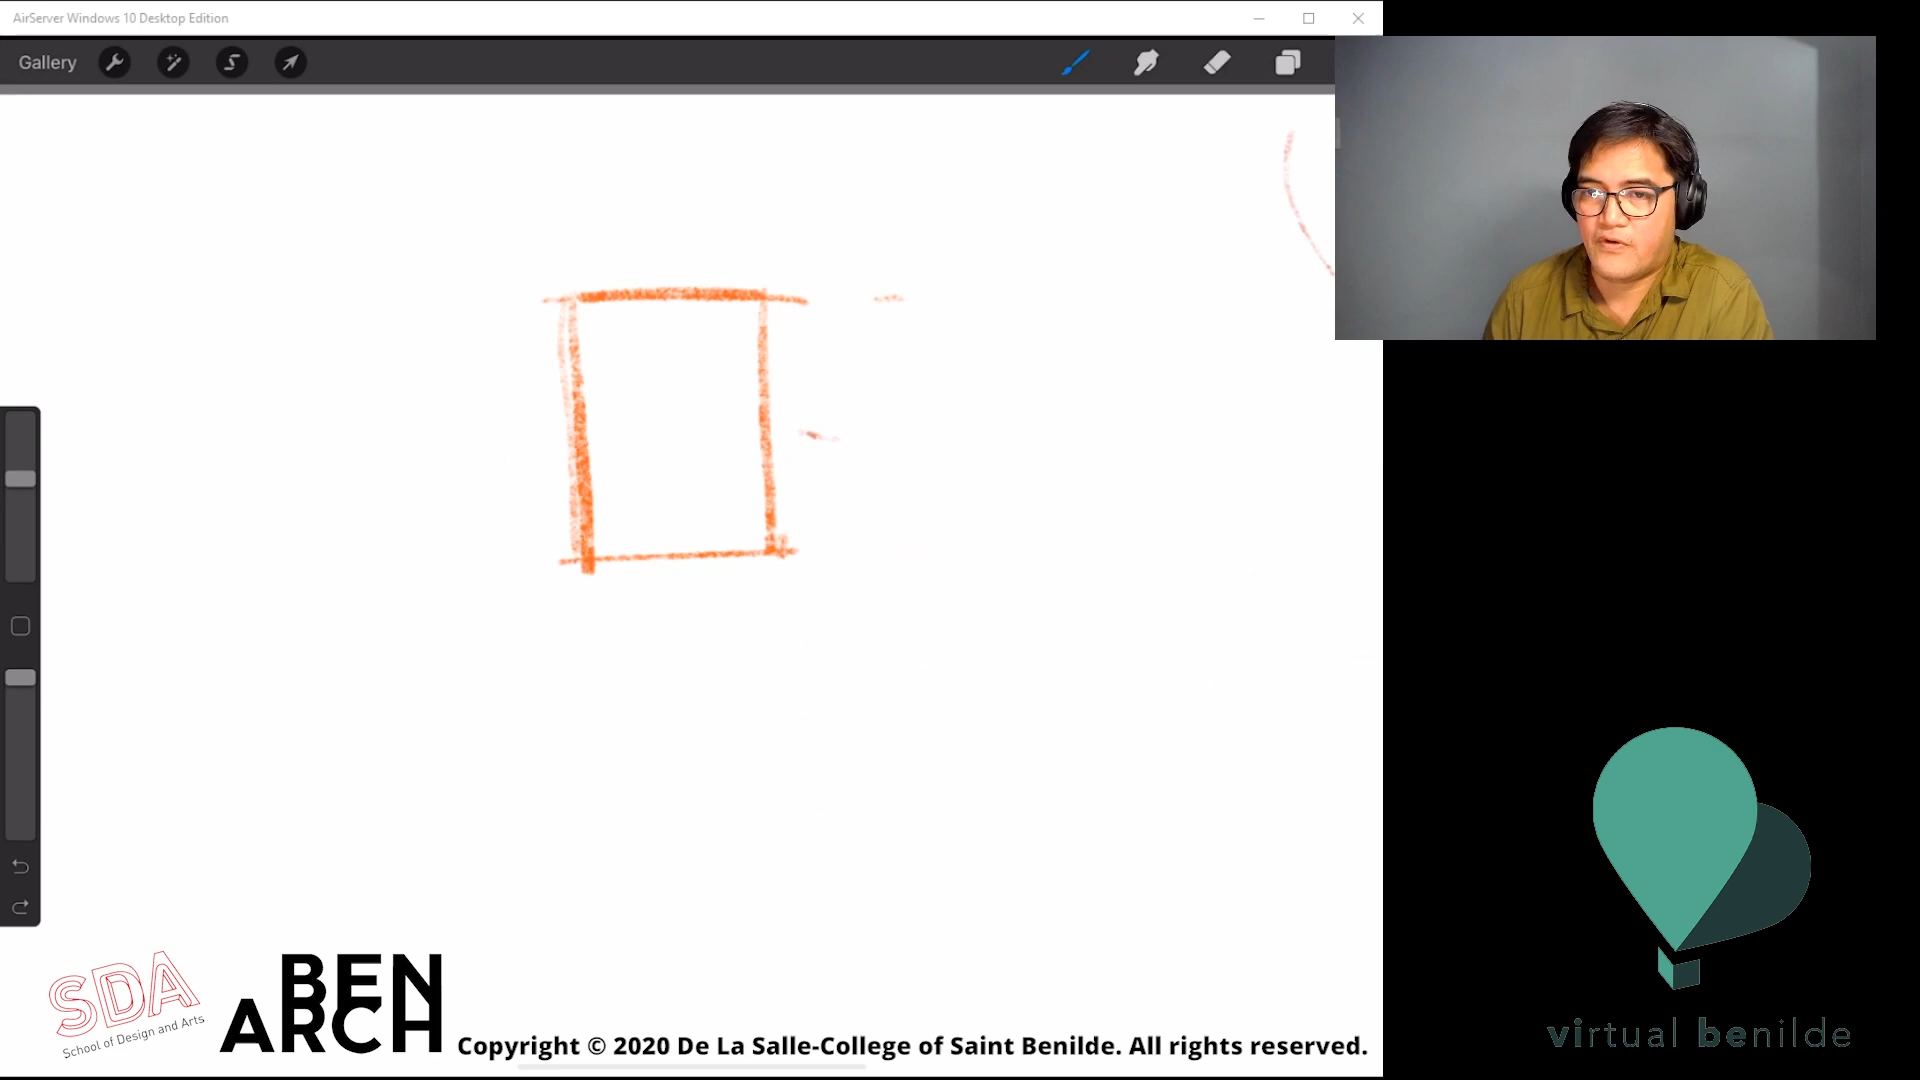 AirServer Windows 10 Desktop Edition
Gallery
SDA
School of Design and Arts
BEN
ARCH
Copyright © 2020 De La Salle-College of Saint Benilde. All rights reserved.
virtual benilde